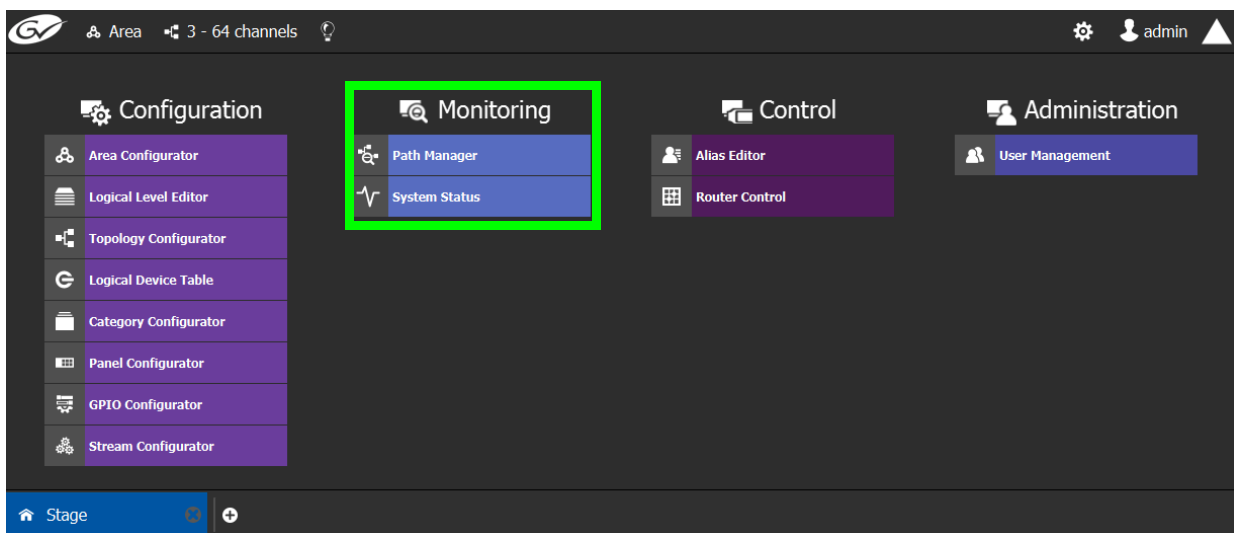 GV Area 3 - 64 channels admin
Configuration
Area Configurator
Logical Level Editor
Topology Configurator
Logical Device Table
Category Configurator
Panel Configurator
GPIO Configurator
Stream Configurator
Monitoring
Path Manager
System Status
Control
Alias Editor
Router Control
Administration
User Management
Stage